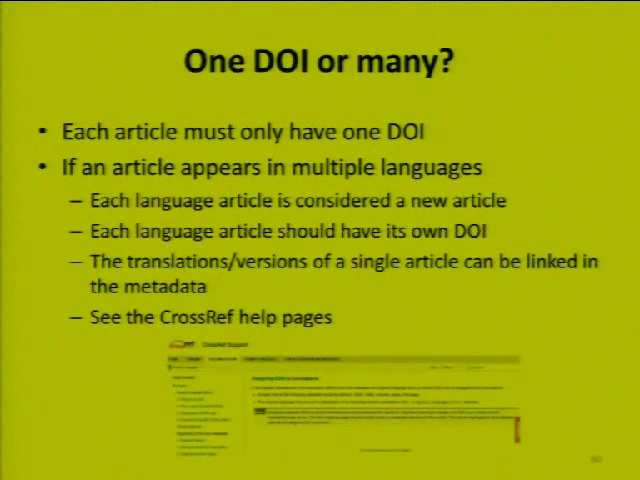 One DOI or many?
• Each article must only have one DOI
• If an article appears in multiple languages
– Each language article is considered a new article
– Each language article should have its own DOI
– The translations/versions of a single article can be linked in
the metadata
– See the CrossRef help pages
CrossRef Support